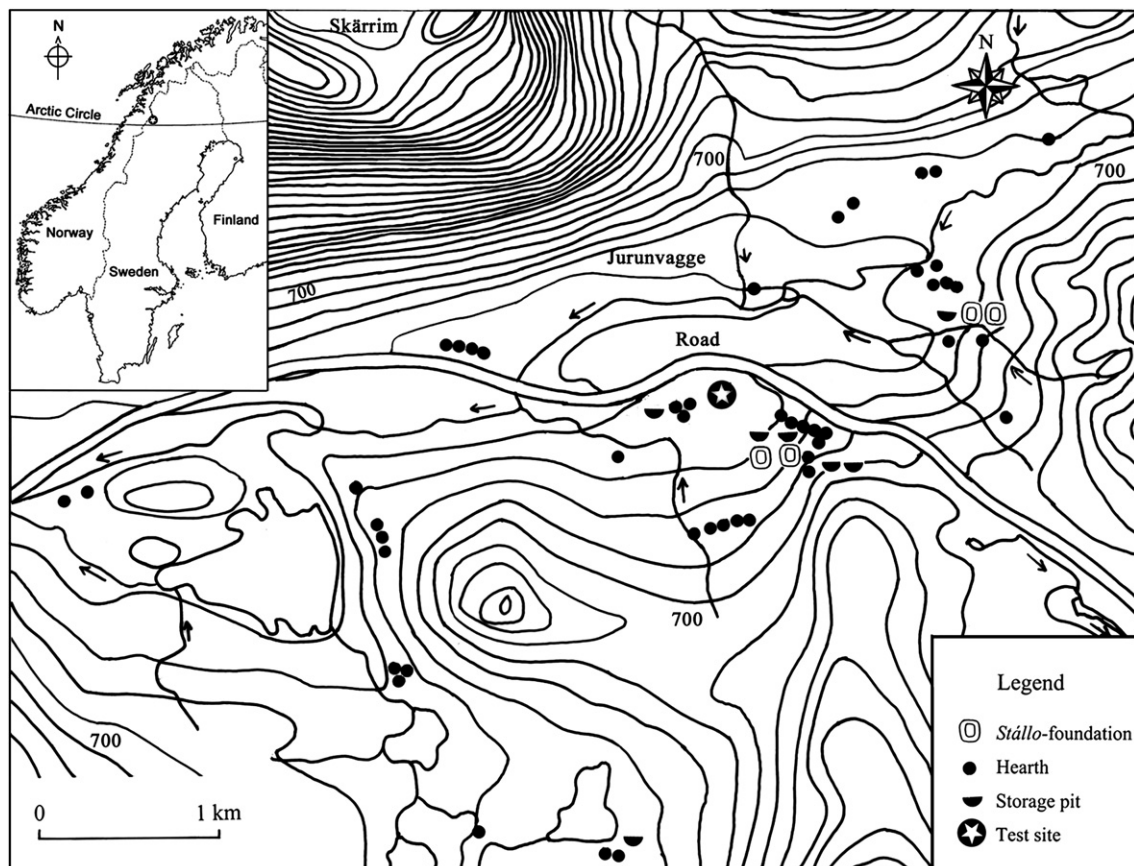 N
Arctic Circle
Norway
Sweden
Finland
Skärrim
N
700
700
Jurunvagge
700
Road
700
700
0 1 km
Legend
Stállo-foundation
Hearth
Storage pit
Test site